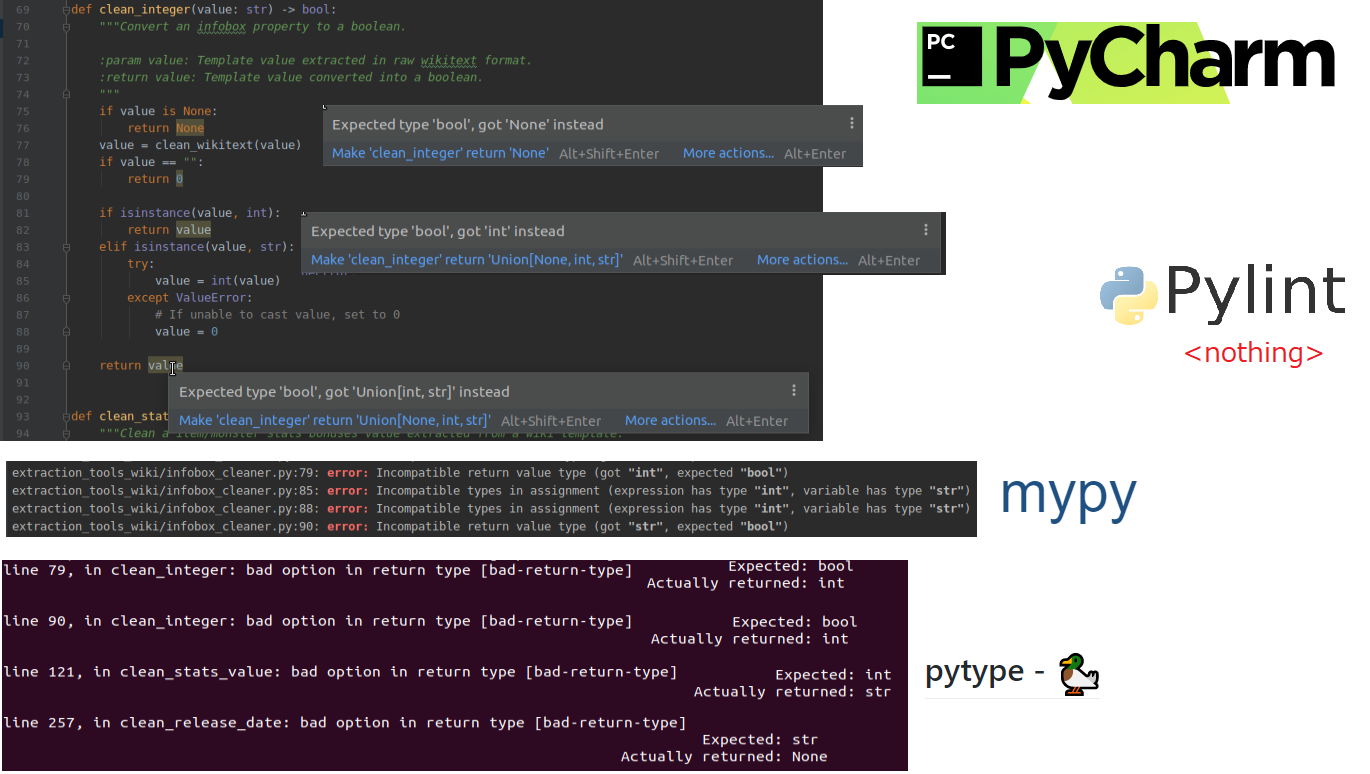 69 def clean_integer(value: str) -> bool:
70 """Convert an infobox property to a boolean.
71
72 :param value: Template value extracted in raw wikitext format.
73 :return value: Template value converted into a boolean.
74 """
75 if value is None:
76 return None
77 value = clean_wikitext(value)
78 if value == "":
79 return 0
80
81 if isinstance(value, int):
82 return value
83 elif isinstance(value, str):
84 try:
85 value = int(value)
86 except ValueError:
87 # If unable to cast value, set to 0
88 value = 0
89
90 return value
91
92
93 def clean_stat
94 """Clean a item/monster stats bonuses value extracted from a wiki template.
Expected type 'bool', got 'None' instead
Make 'clean_integer' return 'None' Alt+Shift+Enter More actions... Alt+Enter
Expected type 'bool', got 'int' instead
Make 'clean_integer' return 'Union[None, int, str]' Alt+Shift+Enter More actions... Alt+Enter
Expected type 'bool', got 'Union[int, str]' instead
Make 'clean_integer' return 'Union[None, int, str]' Alt+Shift+Enter More actions... Alt+Enter
PC
PyCharm
Pylint
<nothing>
extraction_tools_wiki/infobox_cleaner.py:79: error: Incompatible return value type (got "int", expected "bool")
extraction_tools_wiki/infobox_cleaner.py:85: error: Incompatible types in assignment (expression has type "int", variable has type "str")
extraction_tools_wiki/infobox_cleaner.py:88: error: Incompatible types in assignment (expression has type "int", variable has type "str")
extraction_tools_wiki/infobox_cleaner.py:90: error: Incompatible return value type (got "str", expected "bool")
mypy
line 79, in clean_integer: bad option in return type [bad-return-type] Expected: bool
Actually returned: int
line 90, in clean_integer: bad option in return type [bad-return-type] Expected: bool
Actually returned: int
line 121, in clean_stats_value: bad option in return type [bad-return-type] Expected: int
Actually returned: str
line 257, in clean_release_date: bad option in return type [bad-return-type]
Expected: str
Actually returned: None
pytype -